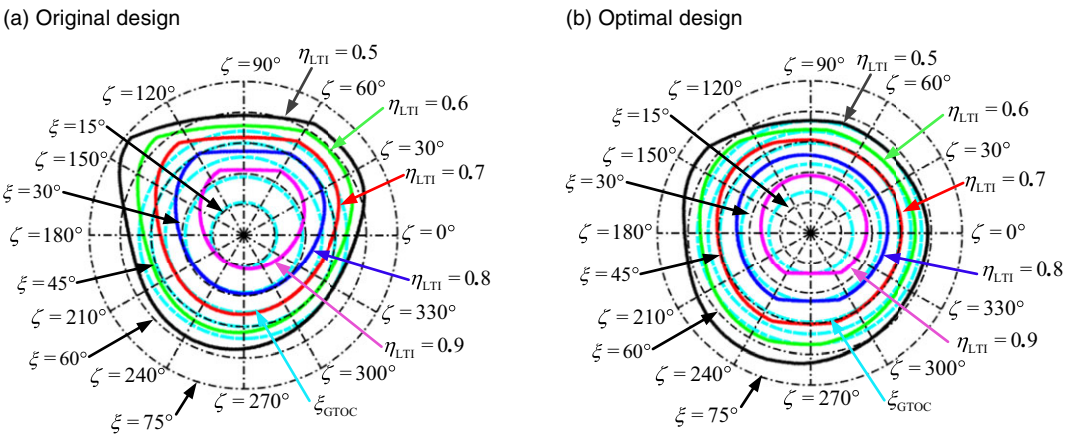 (a) Original design
η_LTI = 0.5
ζ = 90°
ζ = 60°
ζ = 120°
η_LTI = 0.6
ξ = 15°
ζ = 150°
ζ = 30°
η_LTI = 0.7
ξ = 30°
ζ = 180°
ζ = 0°
ξ = 45°
η_LTI = 0.8
ζ = 210°
ζ = 330°
ξ = 60°
η_LTI = 0.9
ζ = 240°
ζ = 300°
ζ = 270°
ξ_GTOC
ξ = 75°
(b) Optimal design
η_LTI = 0.5
ζ = 90°
ζ = 60°
ζ = 120°
η_LTI = 0.6
ξ = 15°
ζ = 150°
ζ = 30°
η_LTI = 0.7
ξ = 30°
ζ = 180°
ζ = 0°
ξ = 45°
η_LTI = 0.8
ζ = 210°
ζ = 330°
ξ = 60°
η_LTI = 0.9
ζ = 240°
ζ = 300°
ζ = 270°
ξ_GTOC
ξ = 75°